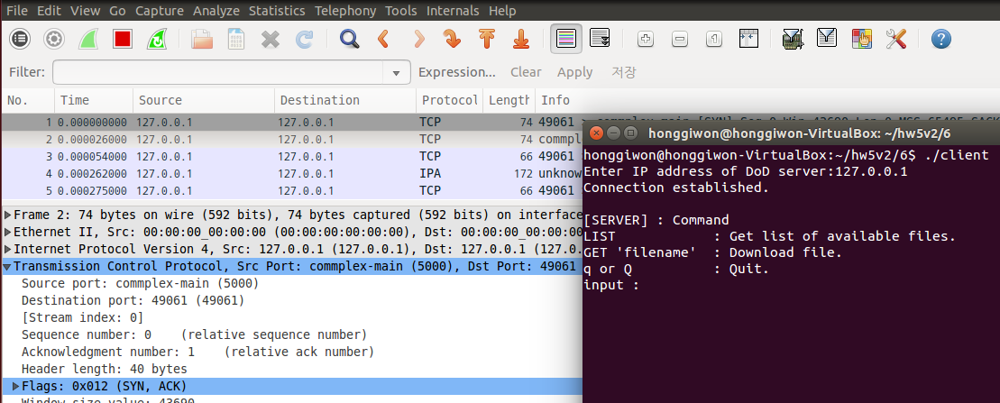 File Edit View Go Capture Analyze Statistics Telephony Tools Internals Help
Filter: Expression... Clear Apply 저장
No. Time Source Destination Protocol Length Info
1 0.000000000 127.0.0.1 127.0.0.1 TCP 74 49061
2 0.000026000 127.0.0.1 127.0.0.1 TCP 74 commpl
3 0.000054000 127.0.0.1 127.0.0.1 TCP 66 49061
4 0.000262000 127.0.0.1 127.0.0.1 IPA 172 unknow
5 0.000275000 127.0.0.1 127.0.0.1 TCP 66 49061
Frame 2: 74 bytes on wire (592 bits), 74 bytes captured (592 bits) on interface
Ethernet II, Src: 00:00:00_00:00:00 (00:00:00:00:00:00), Dst: 00:00:00_00:00:00
Internet Protocol Version 4, Src: 127.0.0.1 (127.0.0.1), Dst: 127.0.0.1 (127.0.
Transmission Control Protocol, Src Port: commplex-main (5000), Dst Port: 49061
Source port: commplex-main (5000)
Destination port: 49061 (49061)
[Stream index: 0]
Sequence number: 0 (relative sequence number)
Acknowledgment number: 1 (relative ack number)
Header length: 40 bytes
Flags: 0x012 (SYN, ACK)
Window size value: 43690
honggiwon@honggiwon-VirtualBox: ~/hw5v2/6
honggiwon@honggiwon-VirtualBox:~/hw5v2/6$ ./client
Enter IP address of DoD server:127.0.0.1
Connection established.
[SERVER] : Command
LIST : Get list of available files.
GET 'filename' : Download file.
q or Q : Quit.
input :